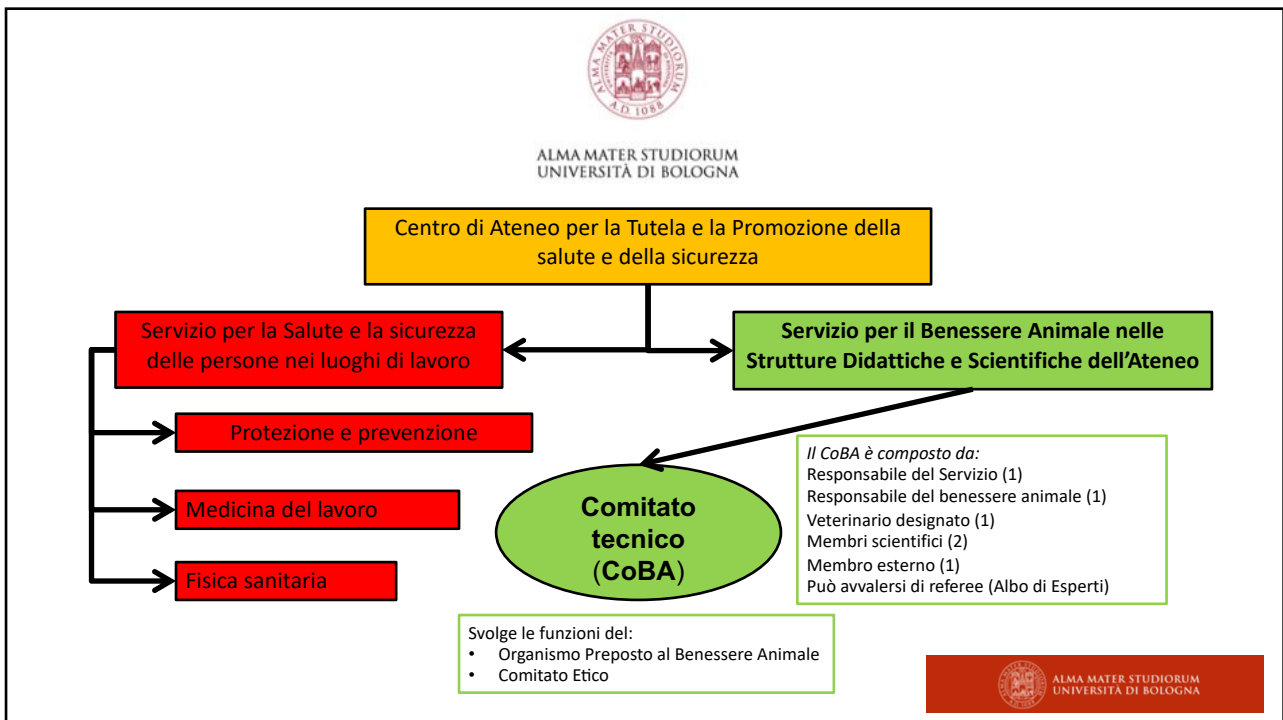 ALMA MATER STUDIORUM
A.D. 1088
ALMA MATER STUDIORUM
UNIVERSITÀ DI BOLOGNA
Centro di Ateneo per la Tutela e la Promozione della
salute e della sicurezza
Servizio per la Salute e la sicurezza
delle persone nei luoghi di lavoro
Servizio per il Benessere Animale nelle
Strutture Didattiche e Scientifiche dell’Ateneo
Protezione e prevenzione
Medicina del lavoro
Fisica sanitaria
Comitato
tecnico
(CoBA)
Il CoBA è composto da:
Responsabile del Servizio (1)
Responsabile del benessere animale (1)
Veterinario designato (1)
Membri scientifici (2)
Membro esterno (1)
Può avvalersi di referee (Albo di Esperti)
Svolge le funzioni del:
• Organismo Preposto al Benessere Animale
• Comitato Etico
ALMA MATER STUDIORUM
UNIVERSITÀ DI BOLOGNA